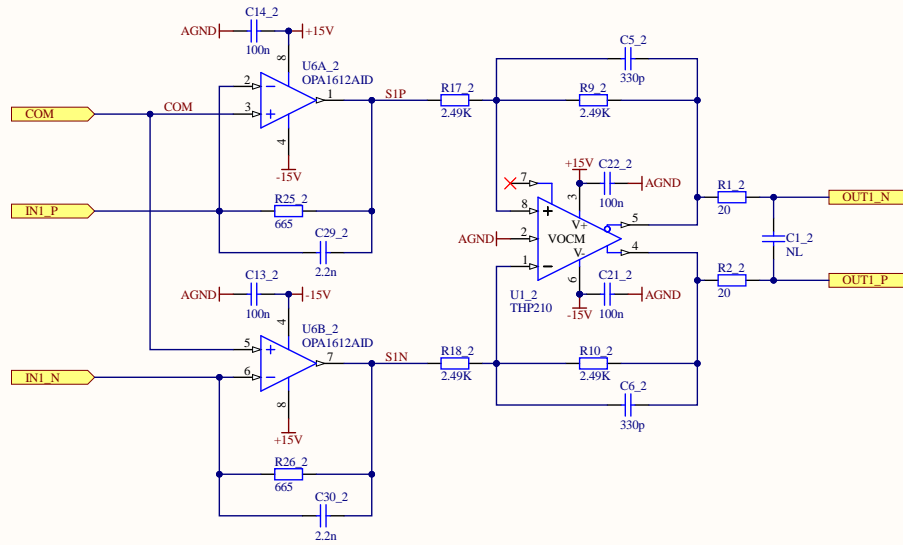 C14_2
AGND
+15V
100n
8
U6A_2
OPA1612AID
2
1
S1P
3
COM
COM
4
-15V
IN1_P
R25_2
665
C29_2
2.2n
C13_2
AGND
-15V
100n
4
U6B_2
OPA1612AID
5
7
S1N
6
IN1_N
8
+15V
R26_2
665
C30_2
2.2n
C5_2
330p
R17_2
2.49K
R9_2
2.49K
+15V
C22_2
AGND
100n
7
3
8
V+
5
AGND
2
VOCM
V-
4
1
6
C21_2
AGND
100n
-15V
U1_2
THP210
R18_2
2.49K
R10_2
2.49K
C6_2
330p
R1_2
20
OUT1_N
C1_2
NL
R2_2
20
OUT1_P